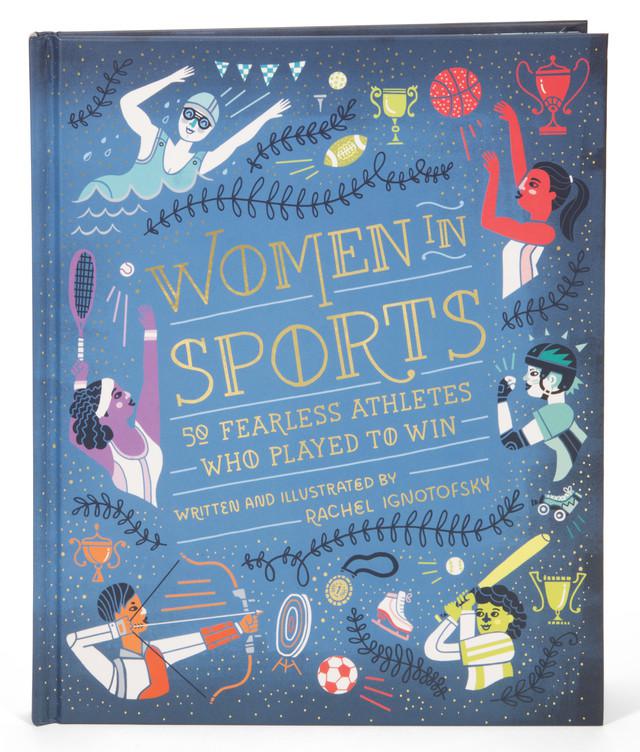 WOMEN IN
SPORTS
50 FEARLESS ATHLETES
WHO PLAYED TO WIN
WRITTEN AND ILLUSTRATED BY
RACHEL IGNOTOFSKY